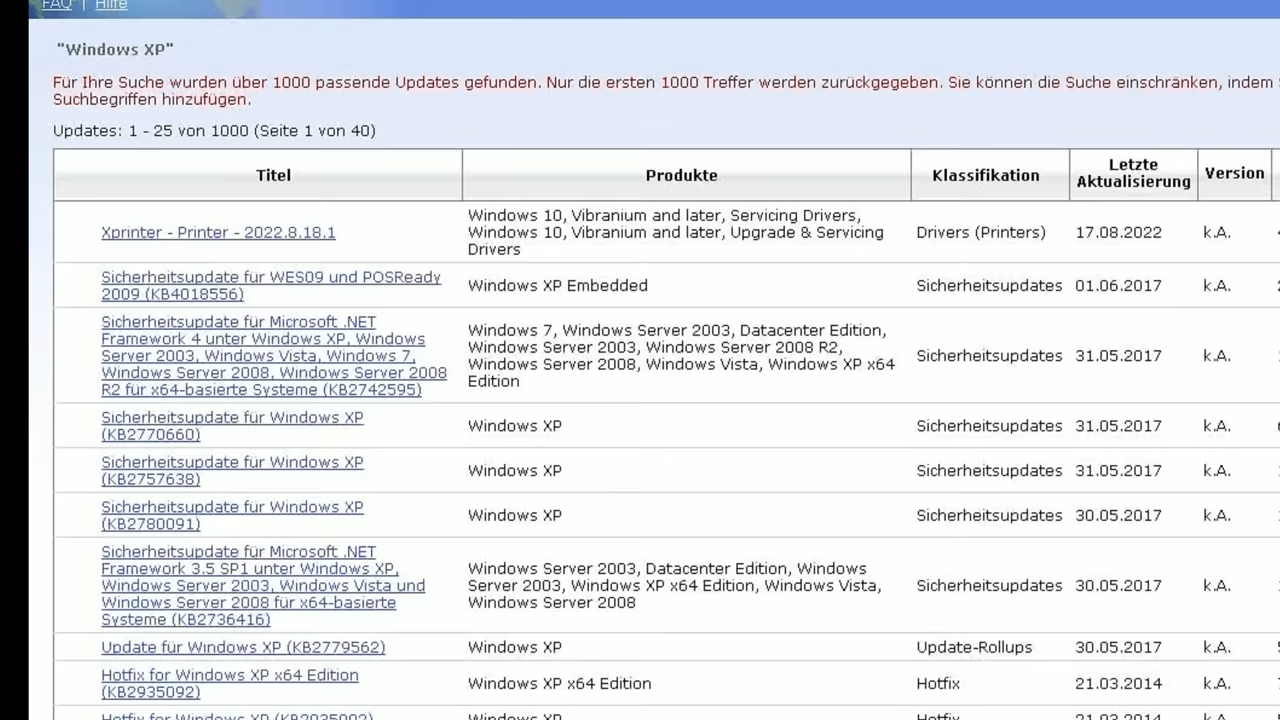 FAQ | Hilfe
"Windows XP"
Für Ihre Suche wurden über 1000 passende Updates gefunden. Nur die ersten 1000 Treffer werden zurückgegeben. Sie können die Suche einschränken, indem
Suchbegriffen hinzufügen.
Updates: 1 - 25 von 1000 (Seite 1 von 40)
Titel Produkte Klassifikation Letzte Aktualisierung Version
Xprinter - Printer - 2022.8.18.1
Windows 10, Vibranium and later, Servicing Drivers,
Windows 10, Vibranium and later, Upgrade & Servicing
Drivers
Drivers (Printers) 17.08.2022 k.A.
Sicherheitsupdate für WES09 und POSReady
2009 (KB4018556)
Windows XP Embedded Sicherheitsupdates 01.06.2017 k.A.
Sicherheitsupdate für Microsoft .NET
Framework 4 unter Windows XP, Windows
Server 2003, Windows Vista, Windows 7,
Windows Server 2008, Windows Server 2008
R2 für x64-basierte Systeme (KB2742595)
Windows 7, Windows Server 2003, Datacenter Edition,
Windows Server 2003, Windows Server 2008 R2,
Windows Server 2008, Windows Vista, Windows XP x64
Edition
Sicherheitsupdates 31.05.2017 k.A.
Sicherheitsupdate für Windows XP
(KB2770660)
Windows XP Sicherheitsupdates 31.05.2017 k.A.
Sicherheitsupdate für Windows XP
(KB2757638)
Windows XP Sicherheitsupdates 31.05.2017 k.A.
Sicherheitsupdate für Windows XP
(KB2780091)
Windows XP Sicherheitsupdates 30.05.2017 k.A.
Sicherheitsupdate für Microsoft .NET
Framework 3.5 SP1 unter Windows XP,
Windows Server 2003, Windows Vista und
Windows Server 2008 für x64-basierte
Systeme (KB2736416)
Windows Server 2003, Datacenter Edition, Windows
Server 2003, Windows XP x64 Edition, Windows Vista,
Windows Server 2008
Sicherheitsupdates 30.05.2017 k.A.
Update für Windows XP (KB2779562) Windows XP Update-Rollups 30.05.2017 k.A.
Hotfix for Windows XP x64 Edition
(KB2935092)
Windows XP x64 Edition Hotfix 21.03.2014 k.A.
Hotfix for Windows XP (KB2935092) Windows XP Hotfix 21.03.2014 k.A.